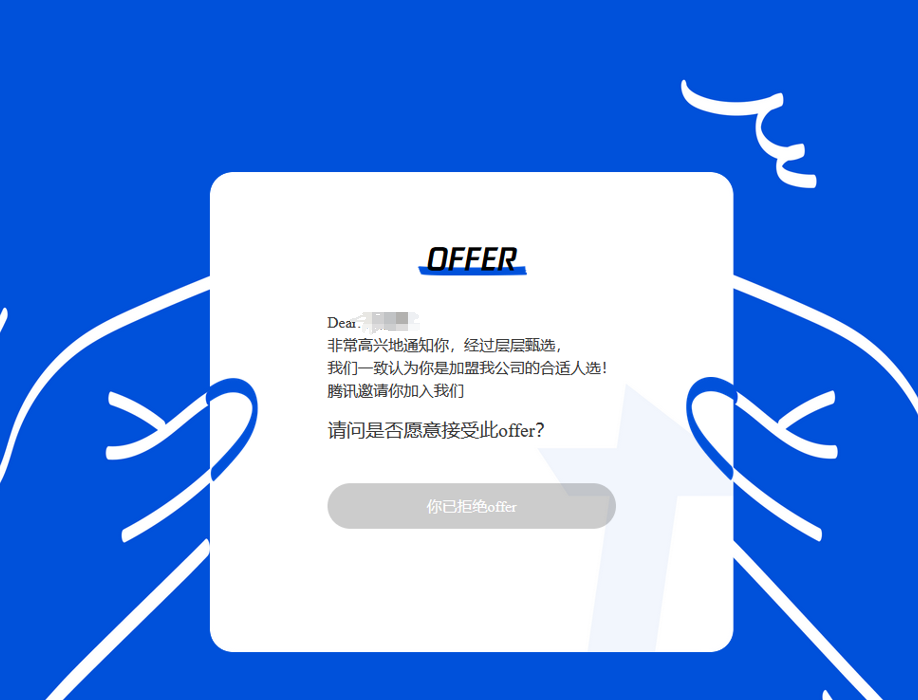 OFFER
Dear
非常高兴地通知你，经过层层甄选，
我们一致认为你是加盟我公司的合适人选！
腾讯邀请你加入我们
请问是否愿意接受此offer？
你已拒绝offer